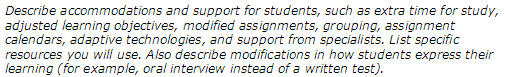 Describe accommodations and support for students, such as extra time for study,
adjusted learning objectives, modified assignments, grouping, assignment
calendars, adaptive technologies, and support from specialists. List specific
resources you will use. Also describe modifications in how students express their
learning (for example, oral interview instead of a written test).